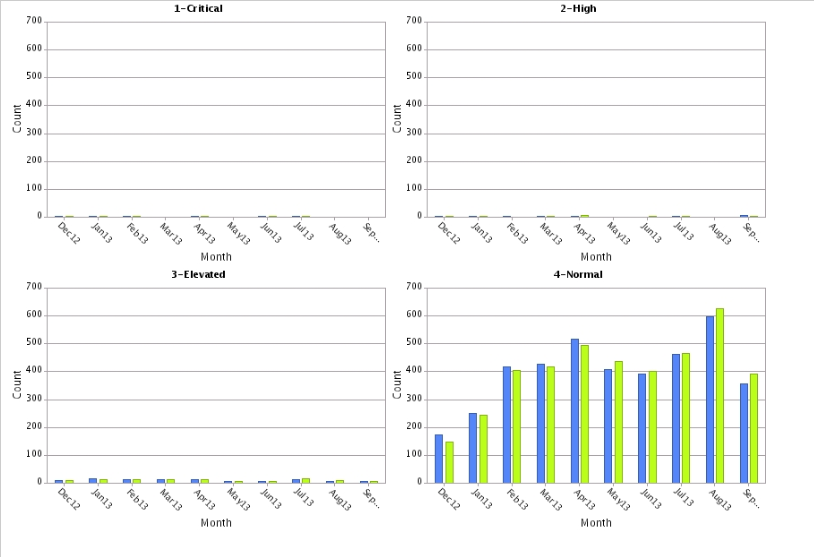 1-Critical
700
600
500
400
300
200
100
0
Count
Dec12
Jan13
Feb13
Mar13
Apr13
May13
Jun13
Jul13
Aug13
Sep...
Month
2-High
700
600
500
400
300
200
100
0
Count
Dec12
Jan13
Feb13
Mar13
Apr13
May13
Jun13
Jul13
Aug13
Sep...
Month
3-Elevated
700
600
500
400
300
200
100
0
Count
Dec12
Jan13
Feb13
Mar13
Apr13
May13
Jun13
Jul13
Aug13
Sep...
Month
4-Normal
700
600
500
400
300
200
100
0
Count
Dec12
Jan13
Feb13
Mar13
Apr13
May13
Jun13
Jul13
Aug13
Sep...
Month